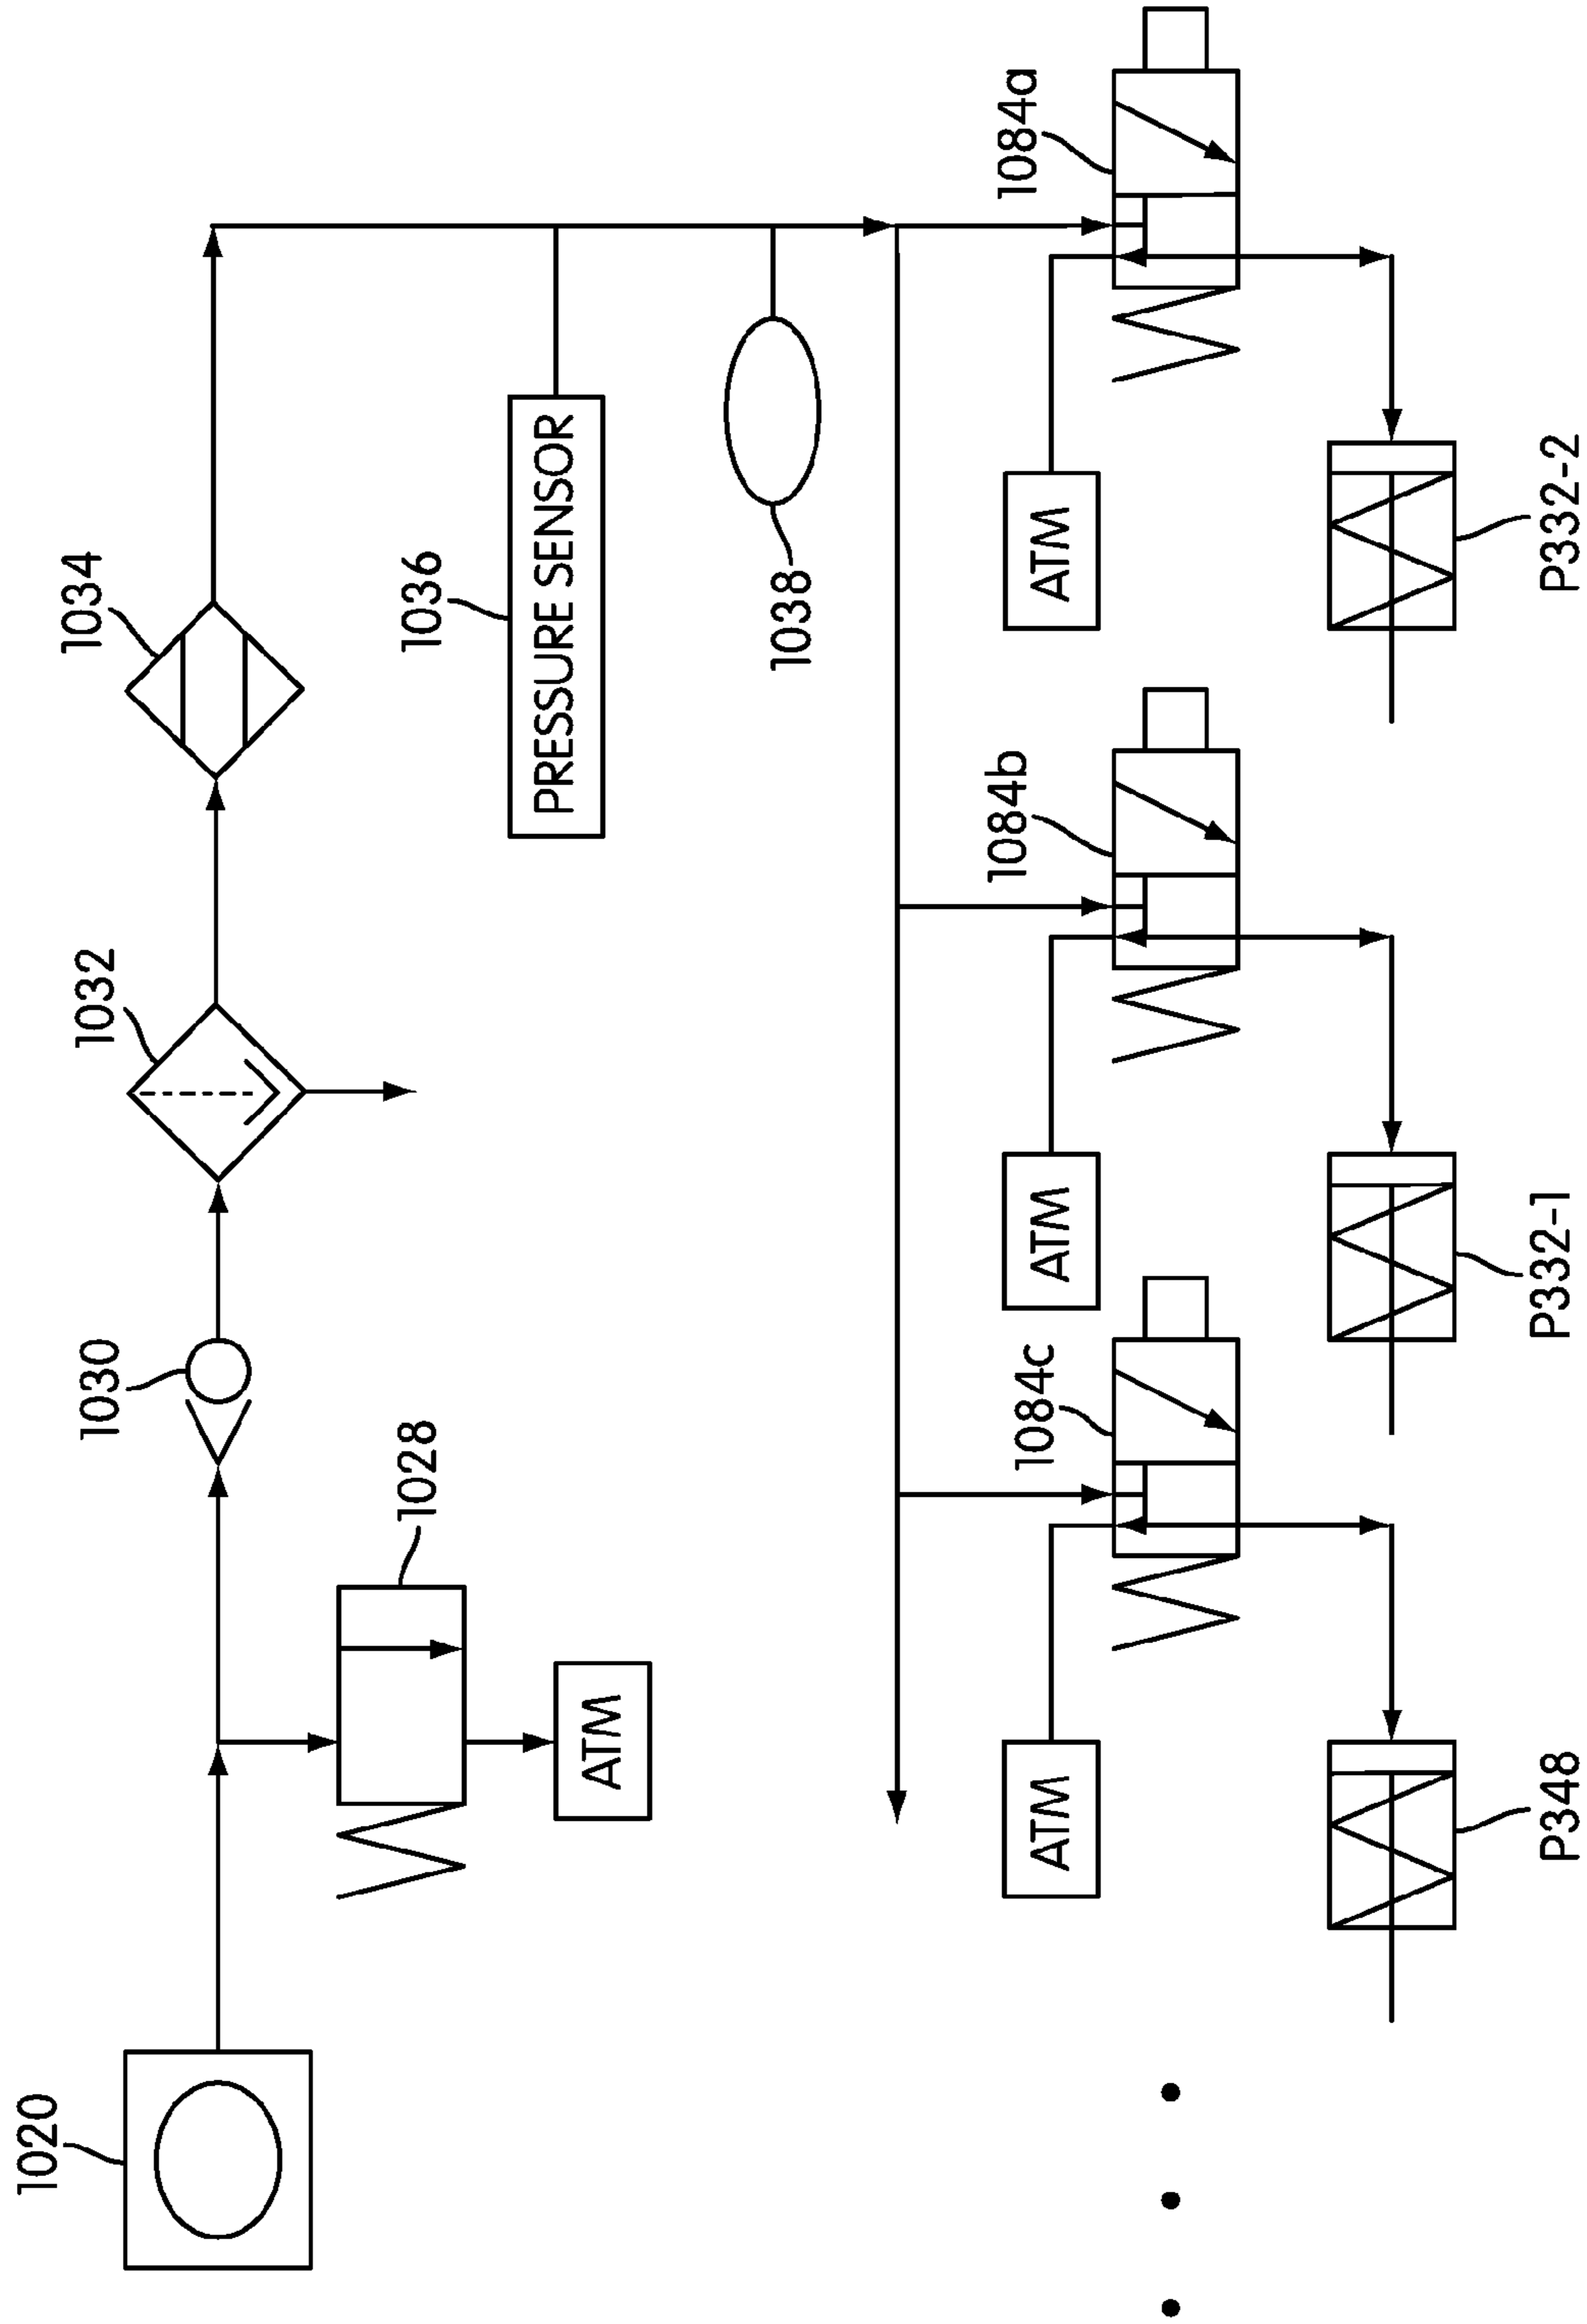 1020
1028
ATM
1030
1032
1034
1036
PRESSURE SENSOR
1038
1084c
ATM
P348
1084b
ATM
P332-1
1084a
ATM
P332-2